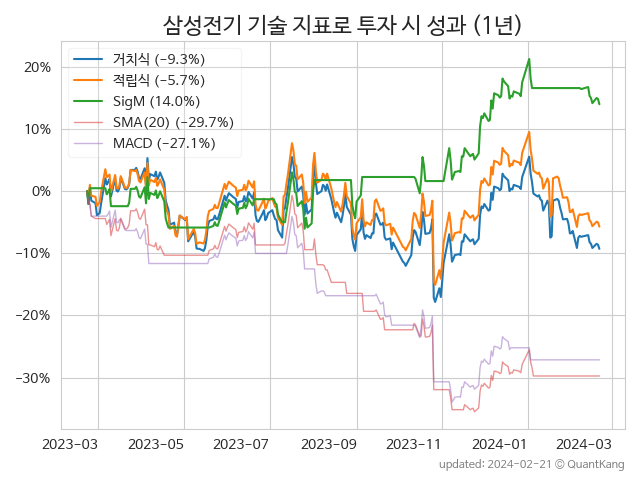 삼성전기 기술 지표로 투자 시 성과 (1년)
거치식 (−9.3%)
적립식 (−5.7%)
SigM (14.0%)
SMA(20) (−29.7%)
MACD (−27.1%)
20%
10%
0%
−10%
−20%
−30%
2023-03 2023-05 2023-07 2023-09 2023-11 2024-01 2024-03
updated: 2024-02-21 © QuantKang